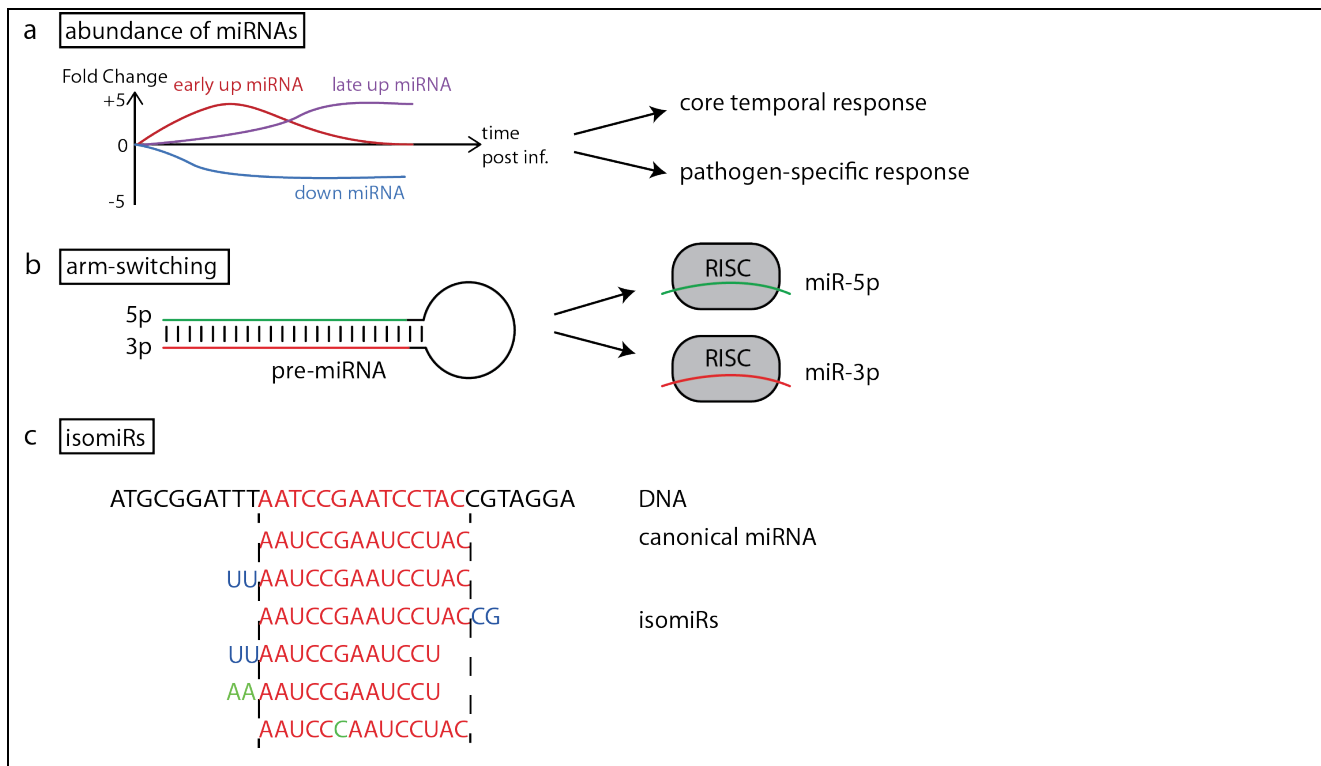 a abundance of miRNAs
Fold Change
early up miRNA
late up miRNA
+5
0
-5
time
post inf.
down miRNA
core temporal response
pathogen-specific response
b arm-switching
5p
3p
pre-miRNA
RISC
miR-5p
RISC
miR-3p
c isomiRs
ATGCGGATTTAATCCGAATCCTACCGTAGGA DNA
AAUCCGAAUCCUAC canonical miRNA
UUAAUCCGAAUCCUAC
AAUCCGAAUCCUACCG isomiRs
UUAAUCCGAAUCCU
AAAAUCCGAAUCCU
AAUCCCAAUCCUAC